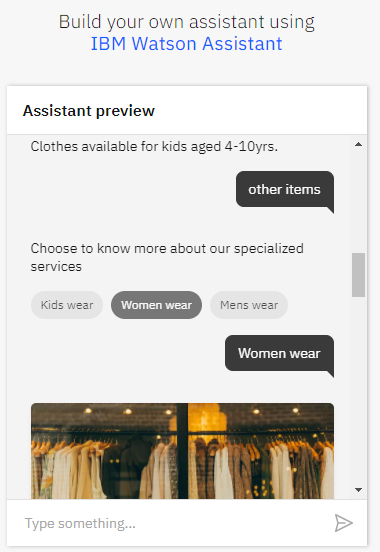 Build your own assistant using
IBM Watson Assistant
Assistant preview
Clothes available for kids aged 4-10yrs.
other items
Choose to know more about our specialized
services
Kids wear
Women wear
Mens wear
Women wear
Type something...